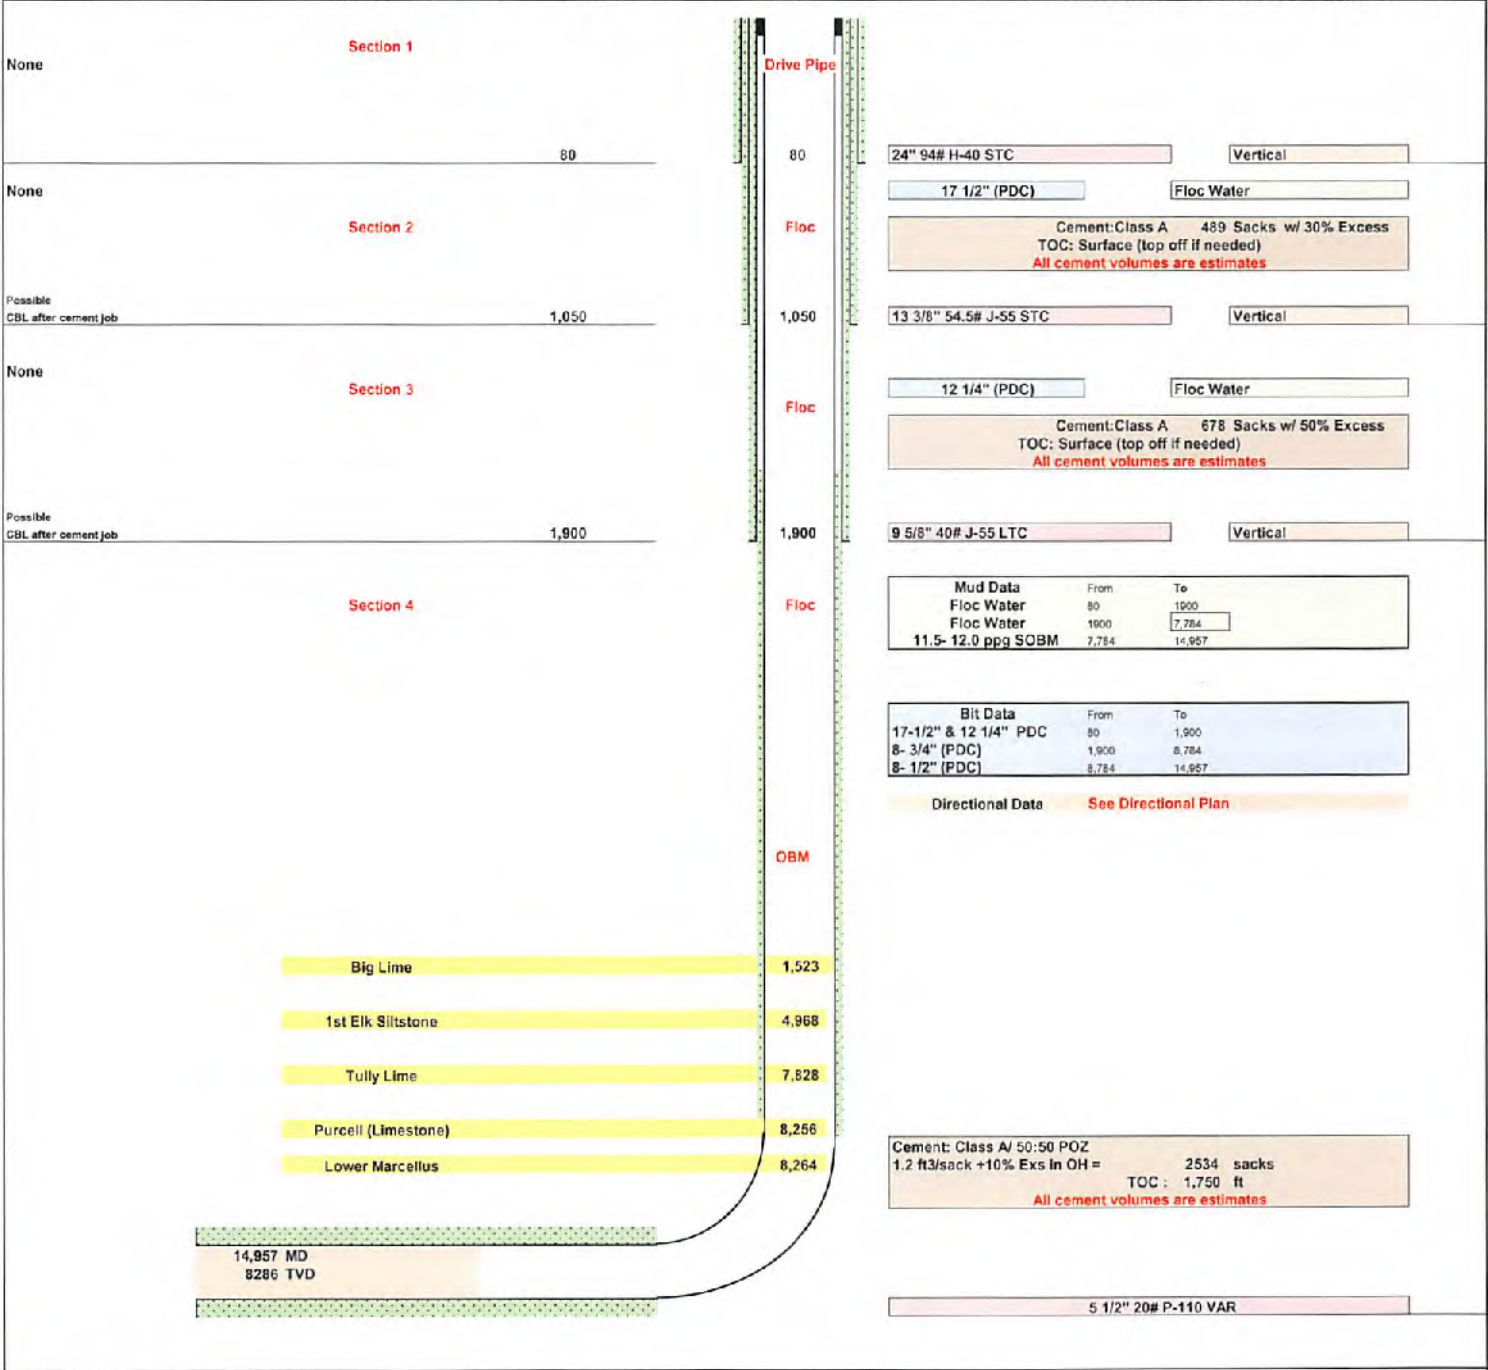 Section 1
None
Drive Pipe
80
80
24" 94# H-40 STC
Vertical
None
17 1/2" (PDC)
Floc Water
Section 2
Floc
Cement:Class A 489 Sacks w/ 30% Excess
TOC: Surface (top off if needed)
All cement volumes are estimates
Possible
CBL after cement job
1,050
1,050
13 3/8" 54.5# J-55 STC
Vertical
None
Section 3
12 1/4" (PDC)
Floc Water
Floc
Cement:Class A 678 Sacks w/ 50% Excess
TOC: Surface (top off if needed)
All cement volumes are estimates
Possible
CBL after cement job
1,900
1,900
9 5/8" 40# J-55 LTC
Vertical
Section 4
Floc
Mud Data From To
Floc Water 80 1900
Floc Water 1900 7,784
11.5- 12.0 ppg SOBM 7,784 14,957
Bit Data From To
17-1/2" & 12 1/4" PDC 80 1,900
8- 3/4" (PDC) 1,900 8,784
8- 1/2" (PDC) 8,784 14,957
Directional Data See Directional Plan
OBM
Big Lime 1,523
1st Elk Siltstone 4,968
Tully Lime 7,828
Purcell (Limestone) 8,256
Lower Marcellus 8,264
Cement: Class A/ 50:50 POZ
1.2 ft3/sack +10% Exs in OH = 2534 sacks
TOC : 1,750 ft
All cement volumes are estimates
14,957 MD
8286 TVD
5 1/2" 20# P-110 VAR